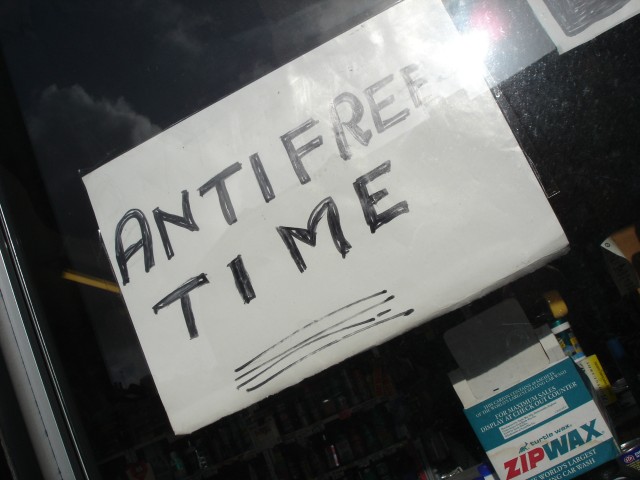 ANTIFREE
TIME
FOR MAXIMUM SALES
DISPLAY AT CHECK OUT COUNTER
turtle wax.
ZIPWAX
WORLD'S LARGEST
CAR WASH